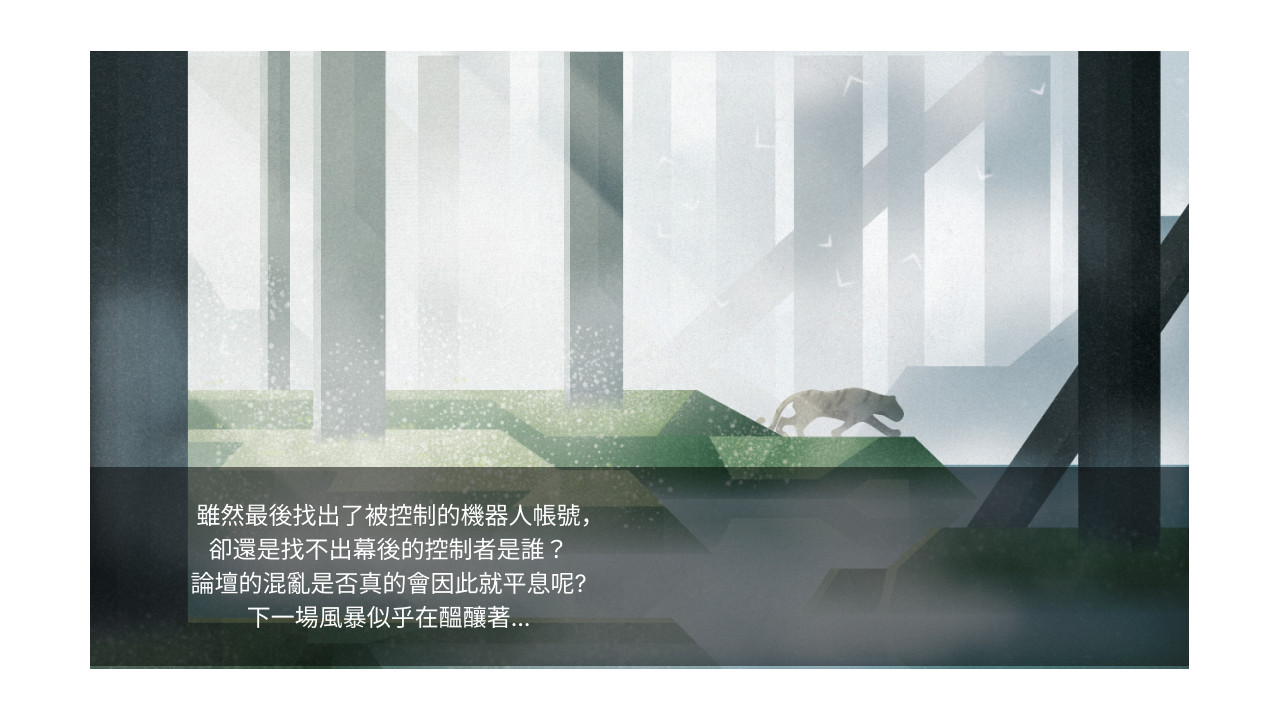 雖然最後找出了被控制的機器人帳號，
卻還是找不出幕後的控制者是誰？
論壇的混亂是否真的會因此就平息呢?
下一場風暴似乎在醞釀著...